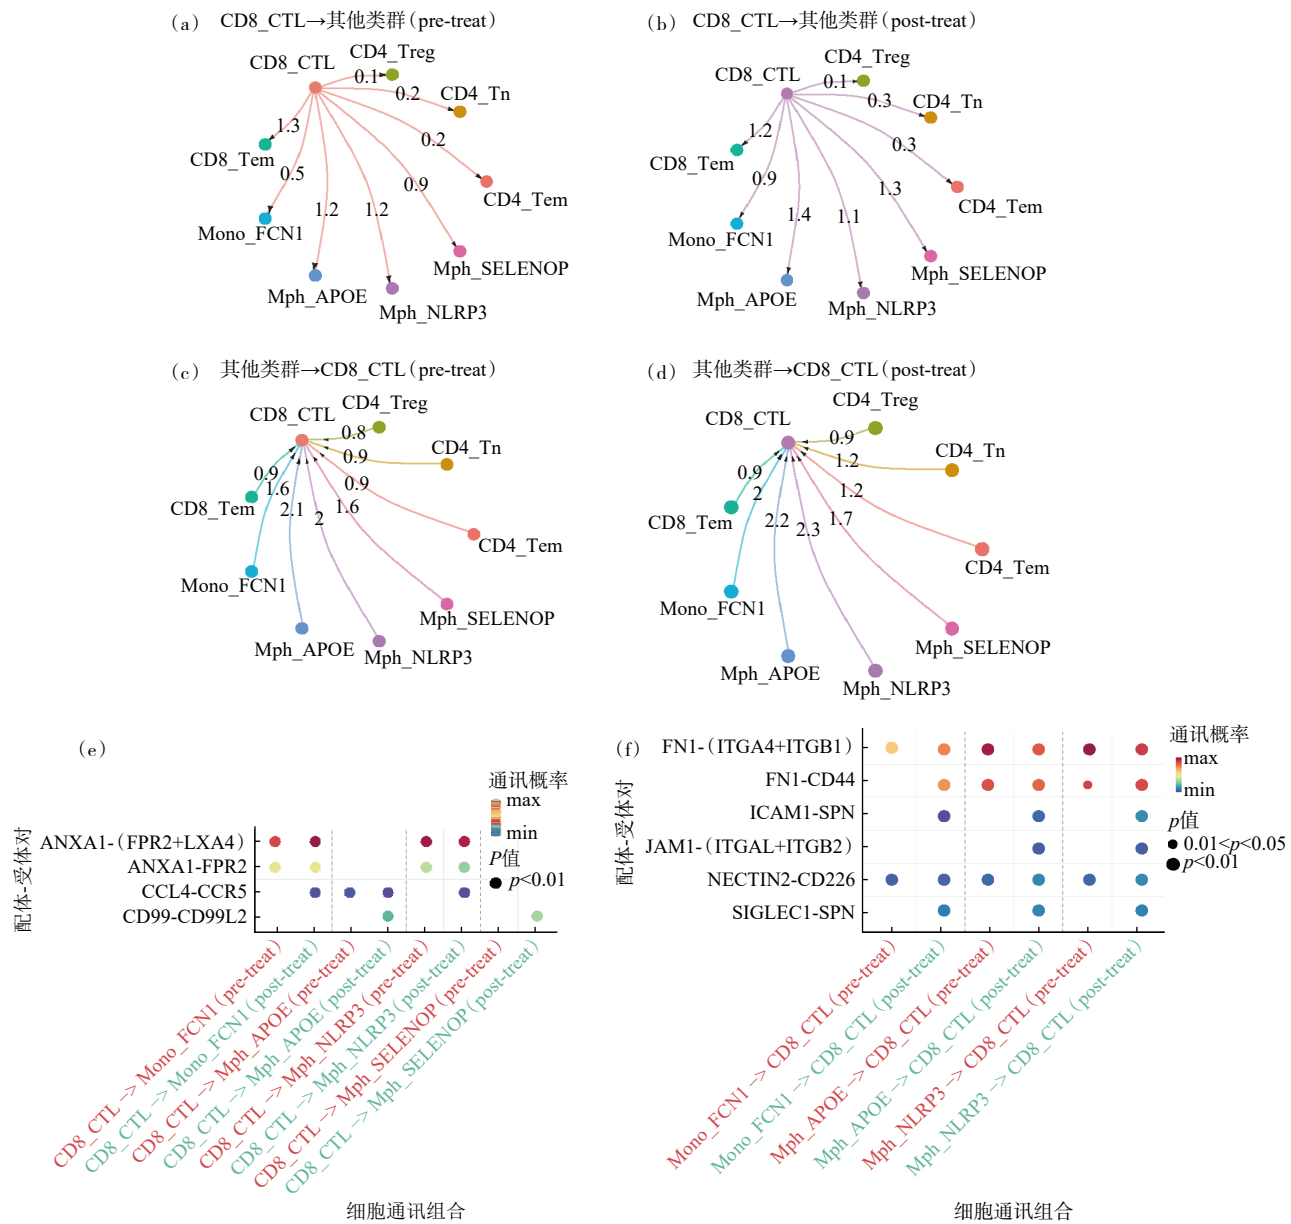 (a) CD8_CTL→其他类群(pre-treat)
CD8_CTL
CD4_Treg
CD4_Tn
CD4_Tem
Mph_SELENOP
Mph_NLRP3
Mph_APOE
Mono_FCN1
CD8_Tem
0.1
0.2
0.2
0.9
1.2
1.2
0.5
1.3
(b) CD8_CTL→其他类群(post-treat)
CD8_CTL
CD4_Treg
CD4_Tn
CD4_Tem
Mph_SELENOP
Mph_NLRP3
Mph_APOE
Mono_FCN1
CD8_Tem
0.1
0.3
0.3
1.3
1.1
1.4
0.9
1.2
(c) 其他类群→CD8_CTL(pre-treat)
CD8_CTL
CD4_Treg
CD4_Tn
CD4_Tem
Mph_SELENOP
Mph_NLRP3
Mph_APOE
Mono_FCN1
CD8_Tem
0.8
0.9
0.9
1.6
2
2.1
1.6
0.9
(d) 其他类群→CD8_CTL(post-treat)
CD8_CTL
CD4_Treg
CD4_Tn
CD4_Tem
Mph_SELENOP
Mph_NLRP3
Mph_APOE
Mono_FCN1
CD8_Tem
0.9
1.2
1.2
1.7
2.3
2.2
2
0.9
(e)
配体-受体对
ANXA1-(FPR2+LXA4)
ANXA1-FPR2
CCL4-CCR5
CD99-CD99L2
通讯概率
max
min
P值
p<0.01
CD8_CTL -> Mono_FCN1(pre-treat)
CD8_CTL -> Mono_FCN1(post-treat)
CD8_CTL -> Mph_APOE(pre-treat)
CD8_CTL -> Mph_APOE(post-treat)
CD8_CTL -> Mph_NLRP3(pre-treat)
CD8_CTL -> Mph_NLRP3(post-treat)
CD8_CTL -> Mph_SELENOP(pre-treat)
CD8_CTL -> Mph_SELENOP(post-treat)
细胞通讯组合
(f)
配体-受体对
FN1-(ITGA4+ITGB1)
FN1-CD44
ICAM1-SPN
JAM1-(ITGAL+ITGB2)
NECTIN2-CD226
SIGLEC1-SPN
通讯概率
max
min
p值
0.01<p<0.05
p<0.01
Mono_FCN1 -> CD8_CTL(pre-treat)
Mono_FCN1 -> CD8_CTL(post-treat)
Mph_APOE -> CD8_CTL(pre-treat)
Mph_APOE -> CD8_CTL(post-treat)
Mph_NLRP3 -> CD8_CTL(pre-treat)
Mph_NLRP3 -> CD8_CTL(post-treat)
细胞通讯组合